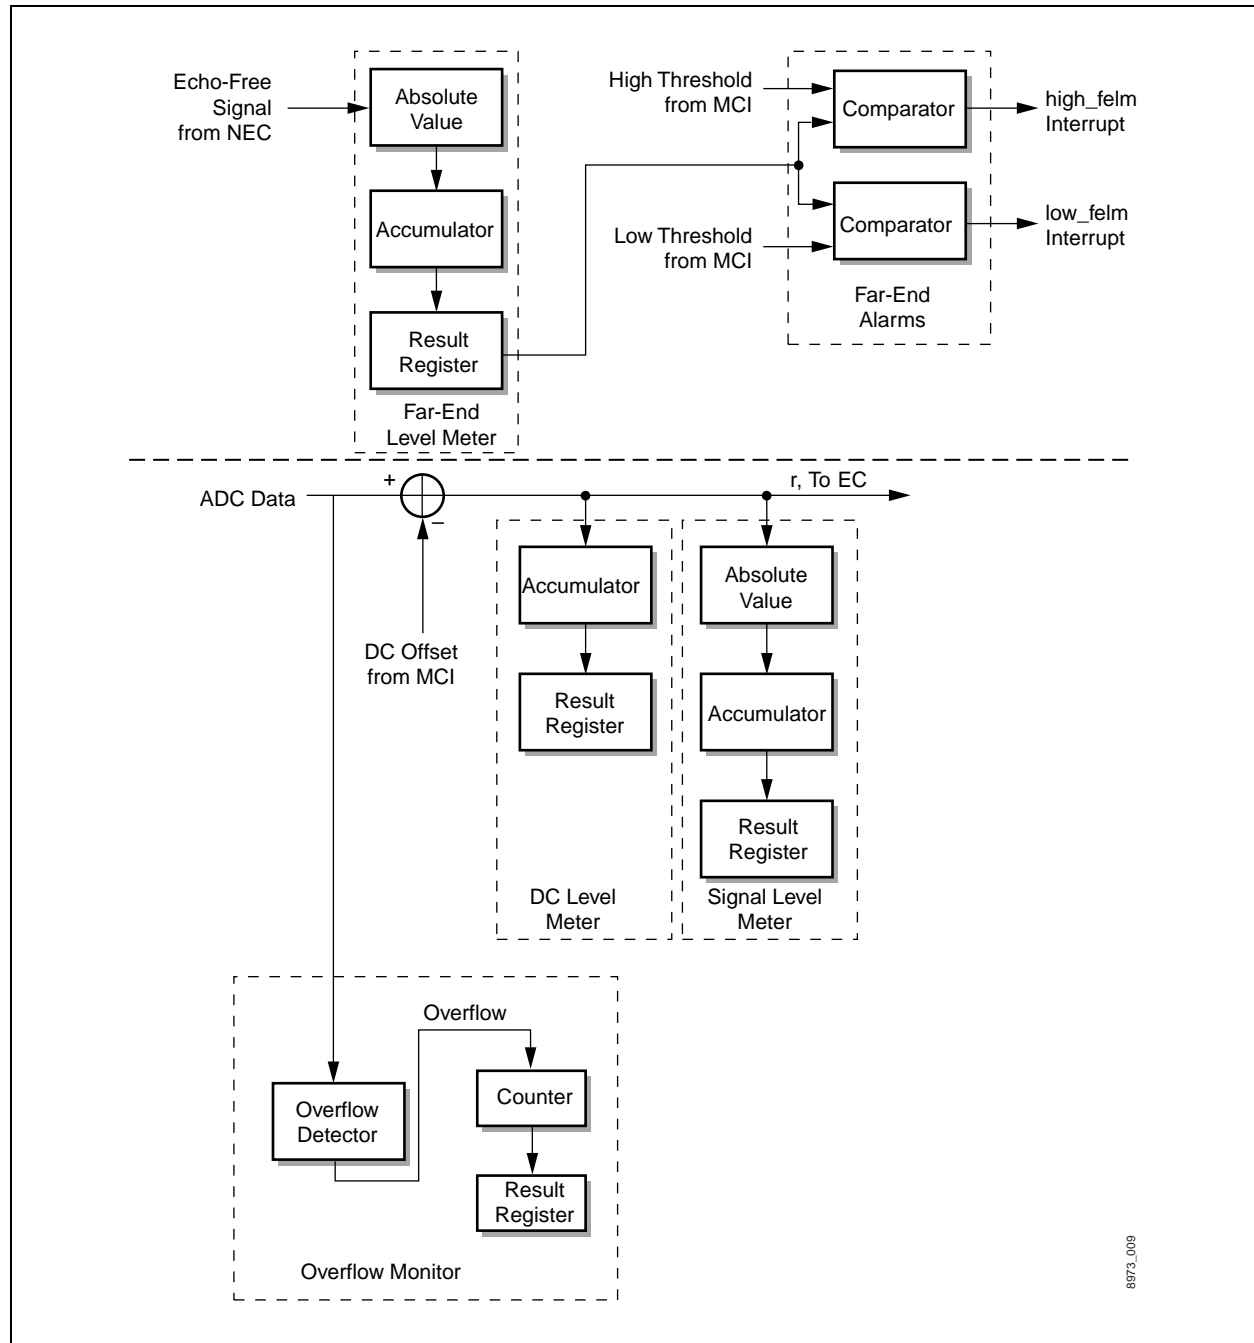 Echo-Free
Signal
from NEC
Absolute
Value
Accumulator
Result
Register
Far-End
Level Meter
High Threshold
from MCI
Comparator
high_felm
Interrupt
Low Threshold
from MCI
Comparator
low_felm
Interrupt
Far-End
Alarms
ADC Data
+
–
r, To EC
DC Offset
from MCI
Accumulator
Result
Register
DC Level
Meter
Absolute
Value
Accumulator
Result
Register
Signal Level
Meter
Overflow
Overflow
Detector
Counter
Result
Register
Overflow Monitor
8973_009